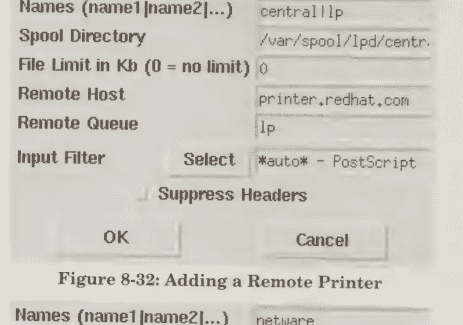 Names (name1|name2|...) central|lp
Spool Directory /var/spool/lpd/centr
File Limit in Kb (0 = no limit) 0
Remote Host printer.redhat.com
Remote Queue lp
Input Filter Select *auto* - PostScript
Suppress Headers
OK Cancel
Figure 8-32: Adding a Remote Printer
Names (name1|name2|...) netware